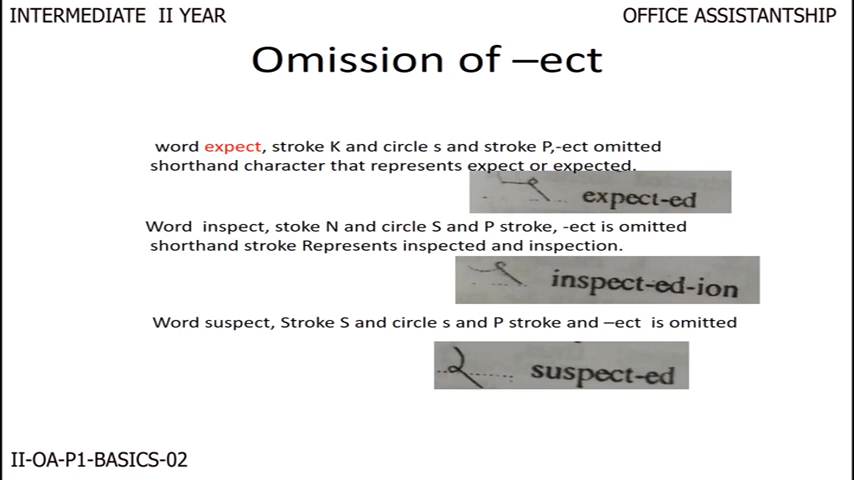 INTERMEDIATE II YEAR
OFFICE ASSISTANTSHIP
Omission of –ect
word expect, stroke K and circle s and stroke P,-ect omitted
shorthand character that represents expect or expected.
expect-ed
Word inspect, stoke N and circle S and P stroke, -ect is omitted
shorthand stroke Represents inspected and inspection.
inspect-ed-ion
Word suspect, Stroke S and circle s and P stroke and –ect is omitted
suspect-ed
II-OA-P1-BASICS-02